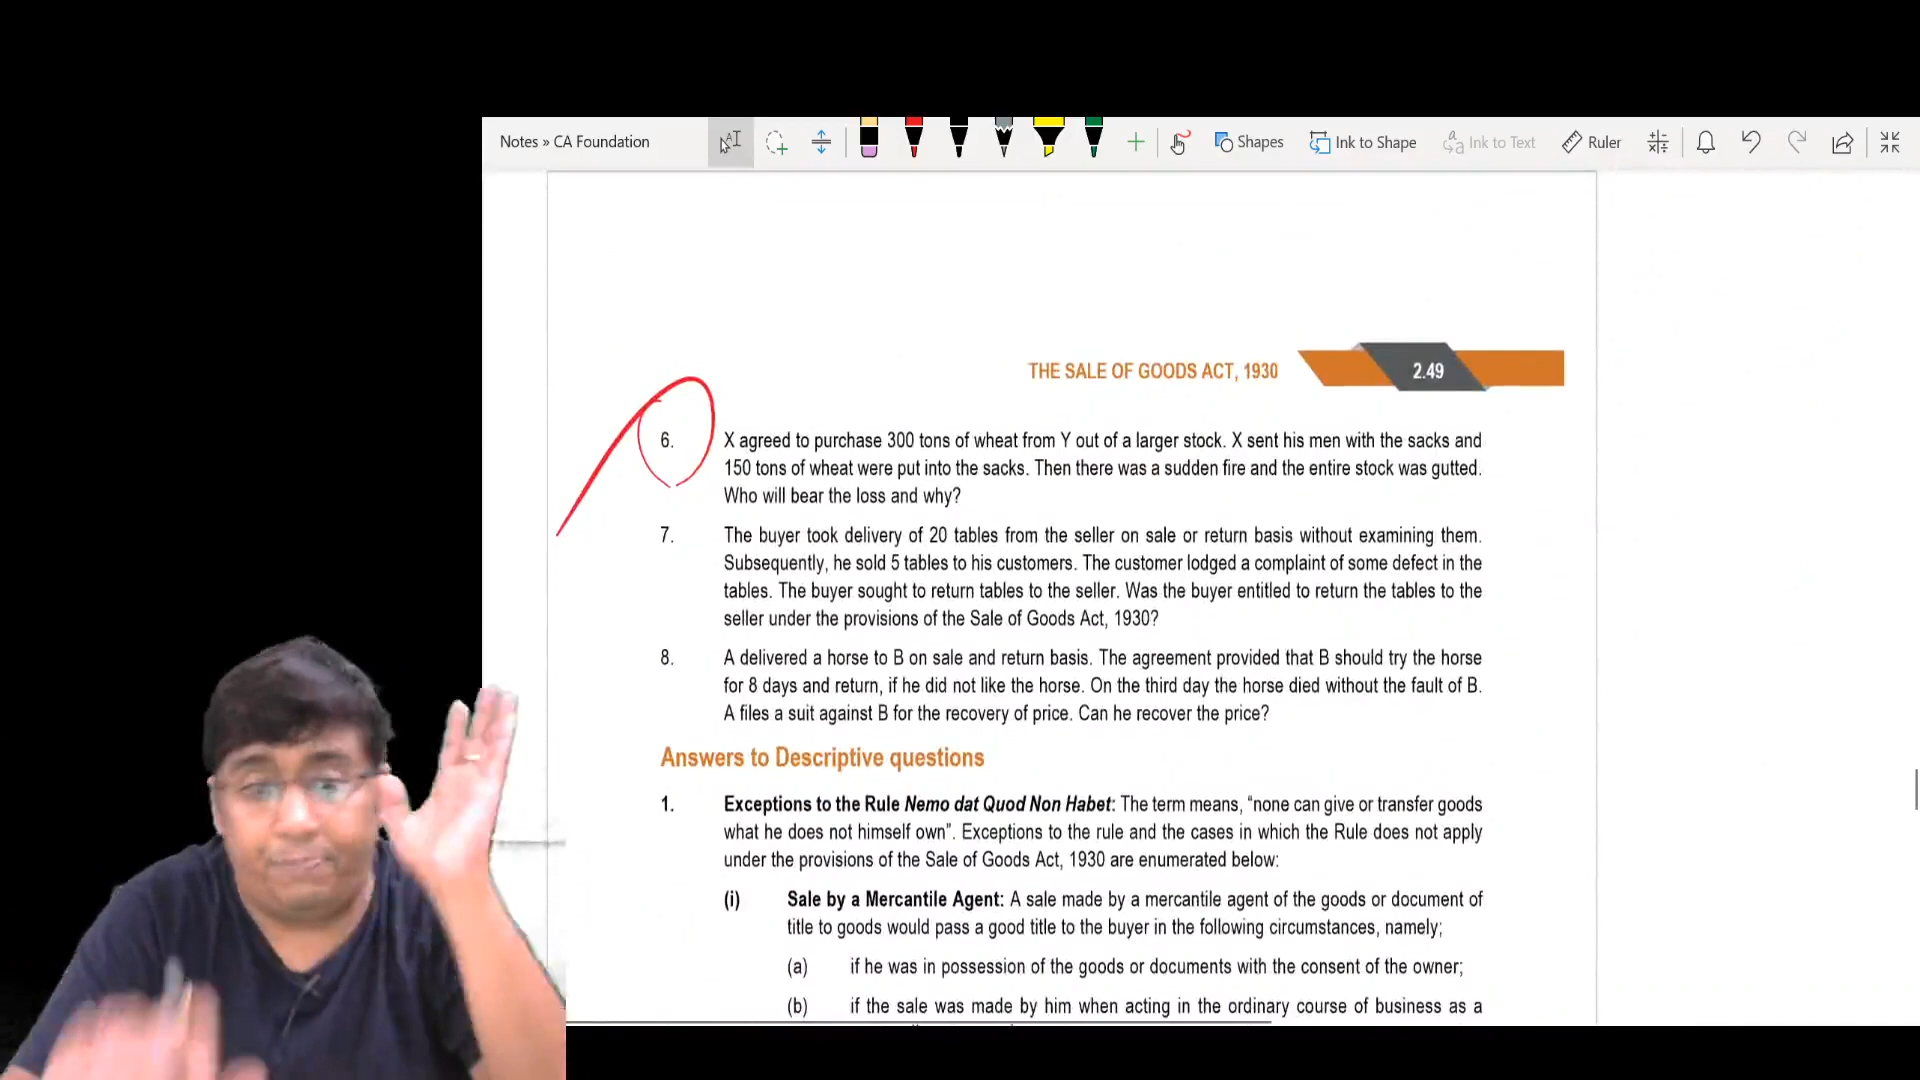 Notes » CA Foundation
Shapes
Ink to Shape
Ink to Text
Ruler
THE SALE OF GOODS ACT, 1930
2.49
6. X agreed to purchase 300 tons of wheat from Y out of a larger stock. X sent his men with the sacks and
150 tons of wheat were put into the sacks. Then there was a sudden fire and the entire stock was gutted.
Who will bear the loss and why?
7. The buyer took delivery of 20 tables from the seller on sale or return basis without examining them.
Subsequently, he sold 5 tables to his customers. The customer lodged a complaint of some defect in the
tables. The buyer sought to return tables to the seller. Was the buyer entitled to return the tables to the
seller under the provisions of the Sale of Goods Act, 1930?
8. A delivered a horse to B on sale and return basis. The agreement provided that B should try the horse
for 8 days and return, if he did not like the horse. On the third day the horse died without the fault of B.
A files a suit against B for the recovery of price. Can he recover the price?
Answers to Descriptive questions
1. Exceptions to the Rule Nemo dat Quod Non Habet: The term means, “none can give or transfer goods
what he does not himself own”. Exceptions to the rule and the cases in which the Rule does not apply
under the provisions of the Sale of Goods Act, 1930 are enumerated below:
(i) Sale by a Mercantile Agent: A sale made by a mercantile agent of the goods or document of
title to goods would pass a good title to the buyer in the following circumstances, namely;
(a) if he was in possession of the goods or documents with the consent of the owner;
(b) if the sale was made by him when acting in the ordinary course of business as a